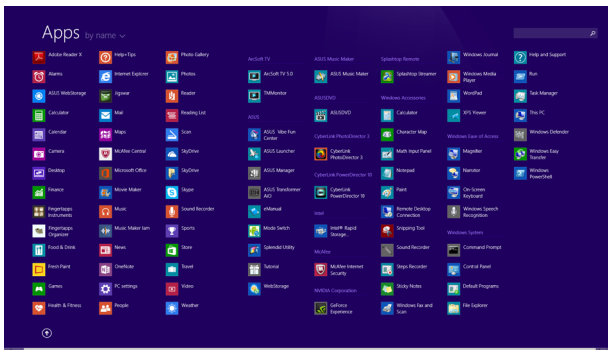 Apps by name
Adobe Reader X
Alarms
ASUS WebStorage
Calculator
Calendar
Camera
Desktop
Finance
Fingertapps
Instruments
Fingertapps
Organizer
Food & Drink
Fresh Paint
Games
Health & Fitness
Help+Tips
Internet Explorer
Jigswar
Mail
Maps
McAfee Central
Microsoft Office
Movie Maker
Music
Music Maker Jam
News
OneNote
PC settings
People
Photo Gallery
Photos
Reader
Reading List
Scan
SkyDrive
SkyDrive
Skype
Sound Recorder
Sports
Store
Travel
Video
Weather
ArcSoft TV
ArcSoft TV 5.0
TMMonitor
ASUS
ASUS Vibe Fun
Center
ASUS Launcher
ASUS Manager
ASUS Transformer
AiO
eManual
Mode Switch
Splendid Utility
Tutorial
WebStorage
ASUS Music Maker
ASUS Music Maker
ASUSDVD
ASUSDVD
CyberLink PhotoDirector 3
CyberLink
PhotoDirector 3
CyberLink PowerDirector 10
CyberLink
PowerDirector 10
Intel
Intel® Rapid
Storage...
McAfee
McAfee Internet
Security
NVIDIA Corporation
GeForce
Experience
Splashtop Remote
Splashtop Streamer
Windows Accessories
Calculator
Character Map
Math Input Panel
Notepad
Paint
Remote Desktop
Connection
Snipping Tool
Sound Recorder
Steps Recorder
Sticky Notes
Windows Fax and
Scan
Windows Journal
Windows Media
Player
WordPad
XPS Viewer
Windows Ease of Access
Magnifier
Narrator
On-Screen
Keyboard
Windows Speech
Recognition
Windows System
Command Prompt
Control Panel
Default Programs
File Explorer
Help and Support
Run
Task Manager
This PC
Windows Defender
Windows Easy
Transfer
Windows
PowerShell